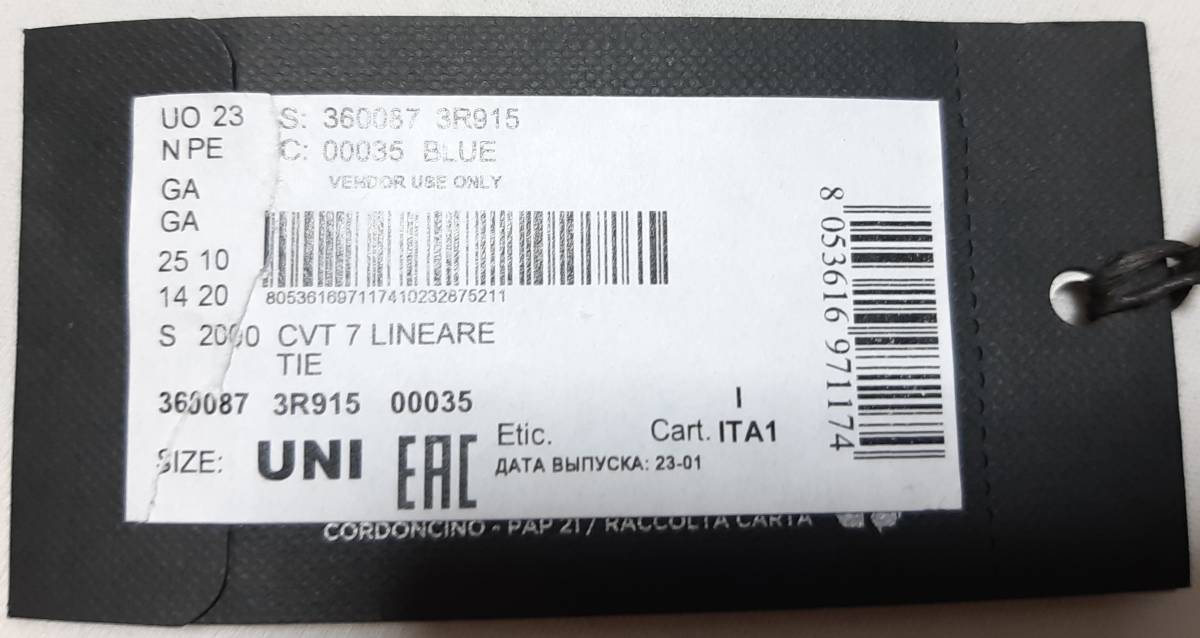 UO 23 S: 360087 3R915
N PE C: 00035 BLUE
VENDOR USE ONLY
GA
GA
25 10
14 20 805361697117410232875211
S 2000 CVT 7 LINEARE
TIE
360087 3R915 00035
I
Etic. Cart. ITA1
SIZE: UNI EAC ДАТА ВЫПУСКА: 23-01
8 053616 971174
CORDONCINO - PAP 21 / RACCOLTA CARTA